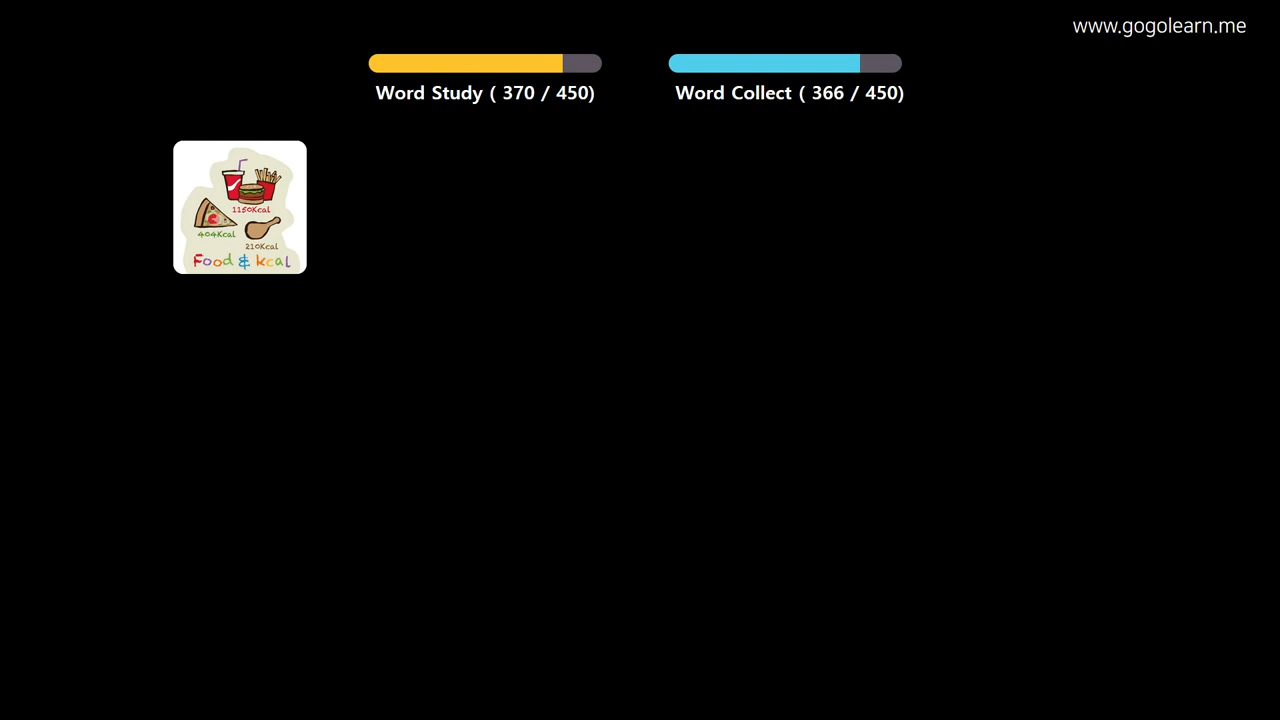 www.gogolearn.me
Word Study ( 370 / 450)
Word Collect ( 366 / 450)
1150Kcal
404Kcal
210Kcal
Food & kcal